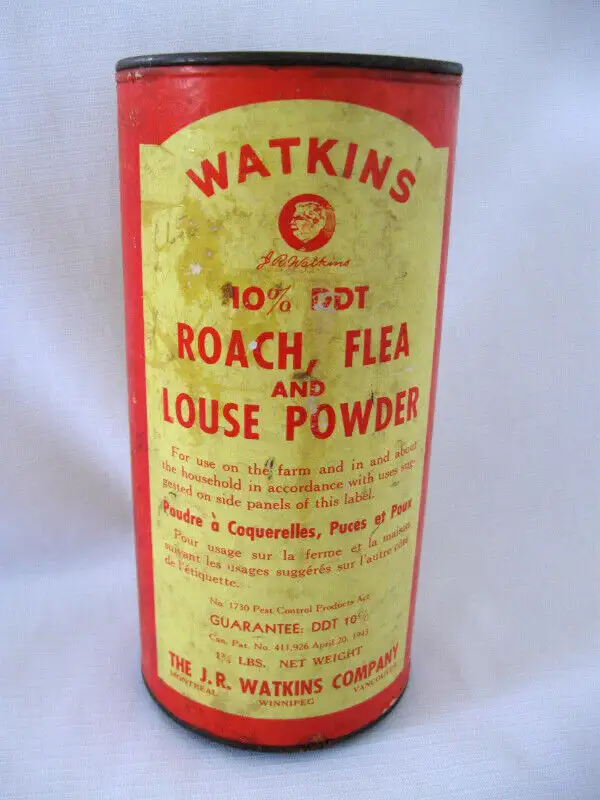 WATKINS
J.R. Watkins
10% DDT
ROACH, FLEA
AND
LOUSE POWDER
For use on the farm and in and about
the household in accordance with uses sug-
gested on side panels of this label.
Poudre à Coquerelles, Puces et Poux
Pour usage sur la ferme et la maison
suivant les usages suggérés sur l'autre côté
de l'étiquette.
No. 1730 Pest Control Products Act
GUARANTEE: DDT 10%
Can. Pat. No. 411,926 April 20, 1943
LBS. NET WEIGHT
THE J. R. WATKINS COMPANY
MONTREAL WINNIPEG VANCOUVER